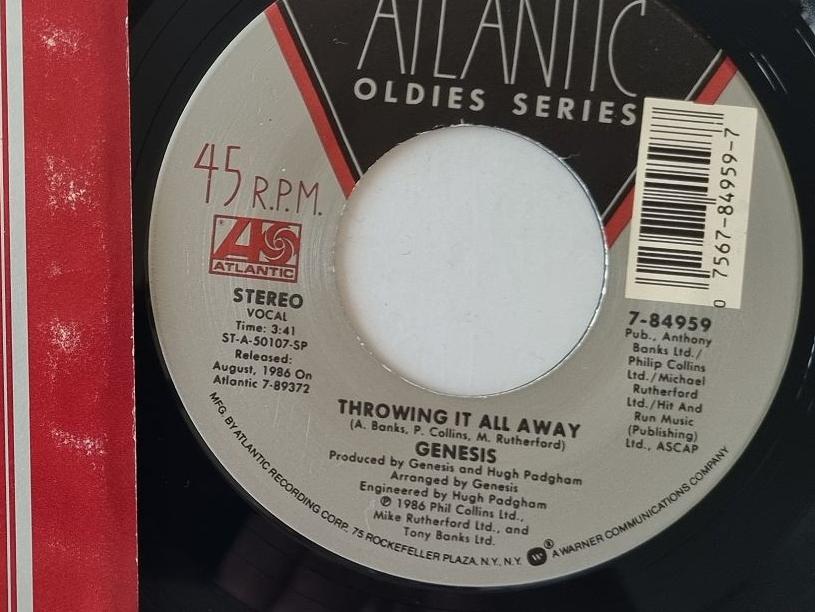 ATLANTIC
OLDIES SERIES
45 R.P.M.
®
ATLANTIC
STEREO
VOCAL
Time: 3:41
ST-A-50107-SP
Released:
August, 1986 On
Atlantic 7-89372
0 7567-84959-7
7-84959
Pub., Anthony
Banks Ltd./
Philip Collins
Ltd./Michael
Rutherford
Ltd./Hit And
Run Music
(Publishing)
Ltd., ASCAP
THROWING IT ALL AWAY
(A. Banks, P. Collins, M. Rutherford)
GENESIS
Produced by Genesis and Hugh Padgham
Arranged by Genesis
Engineered by Hugh Padgham
℗ 1986 Phil Collins Ltd.,
Mike Rutherford Ltd., and
Tony Banks Ltd.
MFG. BY ATLANTIC RECORDING CORP., 75 ROCKEFELLER PLAZA, N.Y., N.Y. ® A WARNER COMMUNICATIONS COMPANY